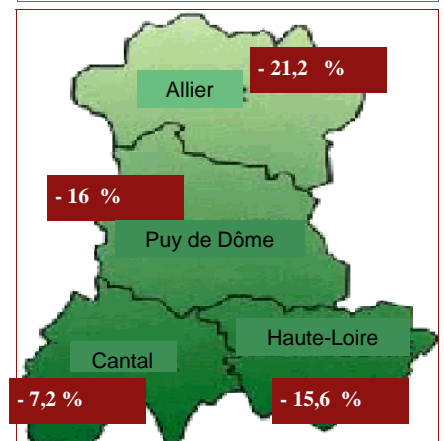 - 21,2 %
Allier
- 16 %
Puy de Dôme
Haute-Loire
Cantal
- 7,2 %
- 15,6 %